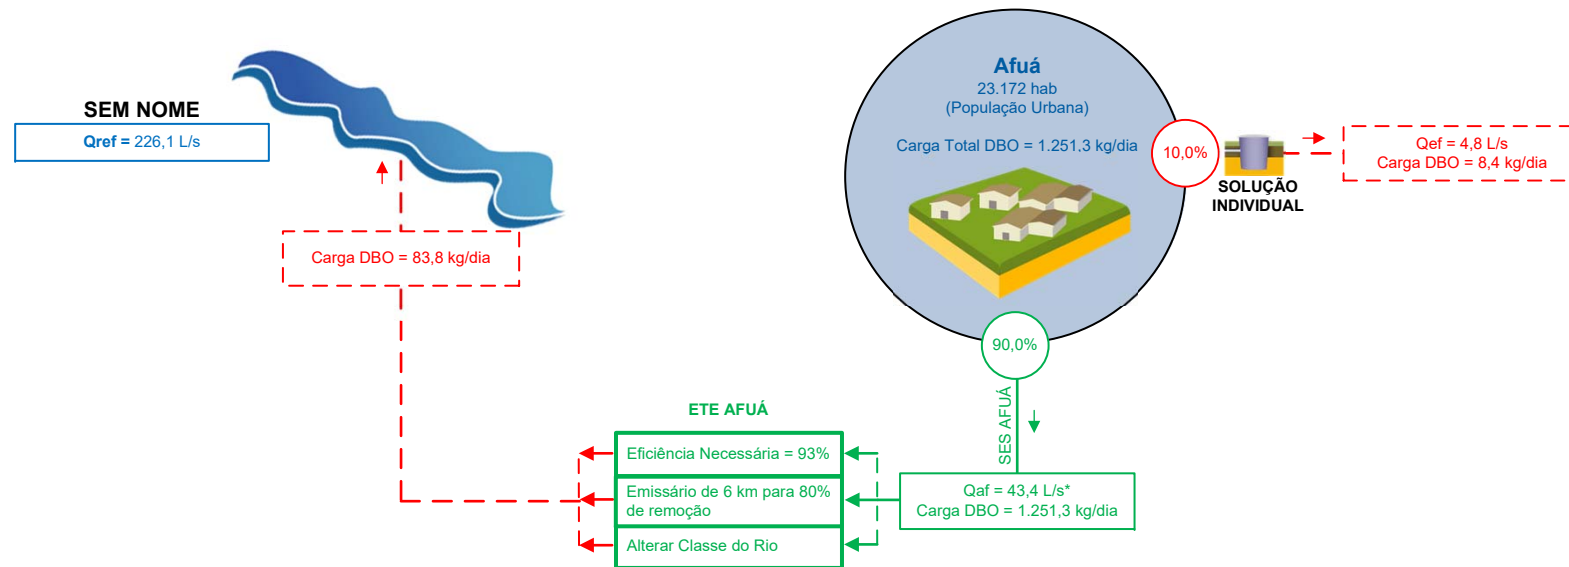 SEM NOME
Qref = 226,1 L/s
Carga DBO = 83,8 kg/dia
Afuá
23.172 hab
(População Urbana)
Carga Total DBO = 1.251,3 kg/dia
10,0%
SOLUÇÃO
INDIVIDUAL
Qef = 4,8 L/s
Carga DBO = 8,4 kg/dia
90,0%
SES AFUÁ
ETE AFUÁ
Eficiência Necessária = 93%
Emissário de 6 km para 80%
de remoção
Alterar Classe do Rio
Qaf = 43,4 L/s*
Carga DBO = 1.251,3 kg/dia